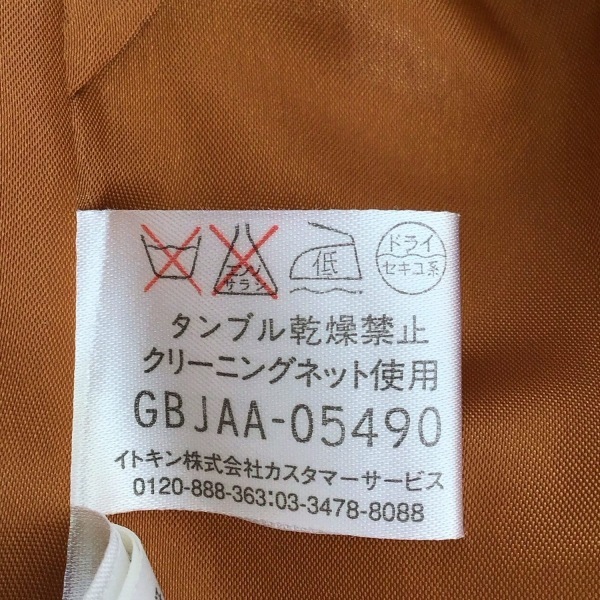 エンソ
サラシ
低
ドライ
セキユ系
タンブル乾燥禁止
クリーニングネット使用
GBJAA-05490
イトキン株式会社カスタマーサービス
0120-888-363:03-3478-8088